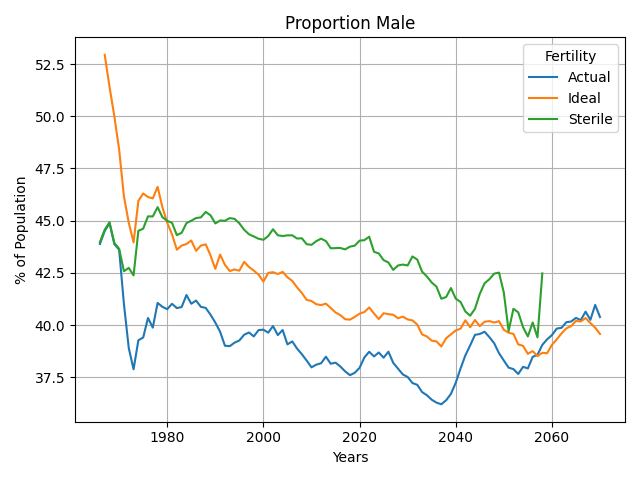 Proportion Male
% of Population
52.5
50.0
47.5
45.0
42.5
40.0
37.5
Fertility
Actual
Ideal
Sterile
1980
2000
2020
2040
2060
Years